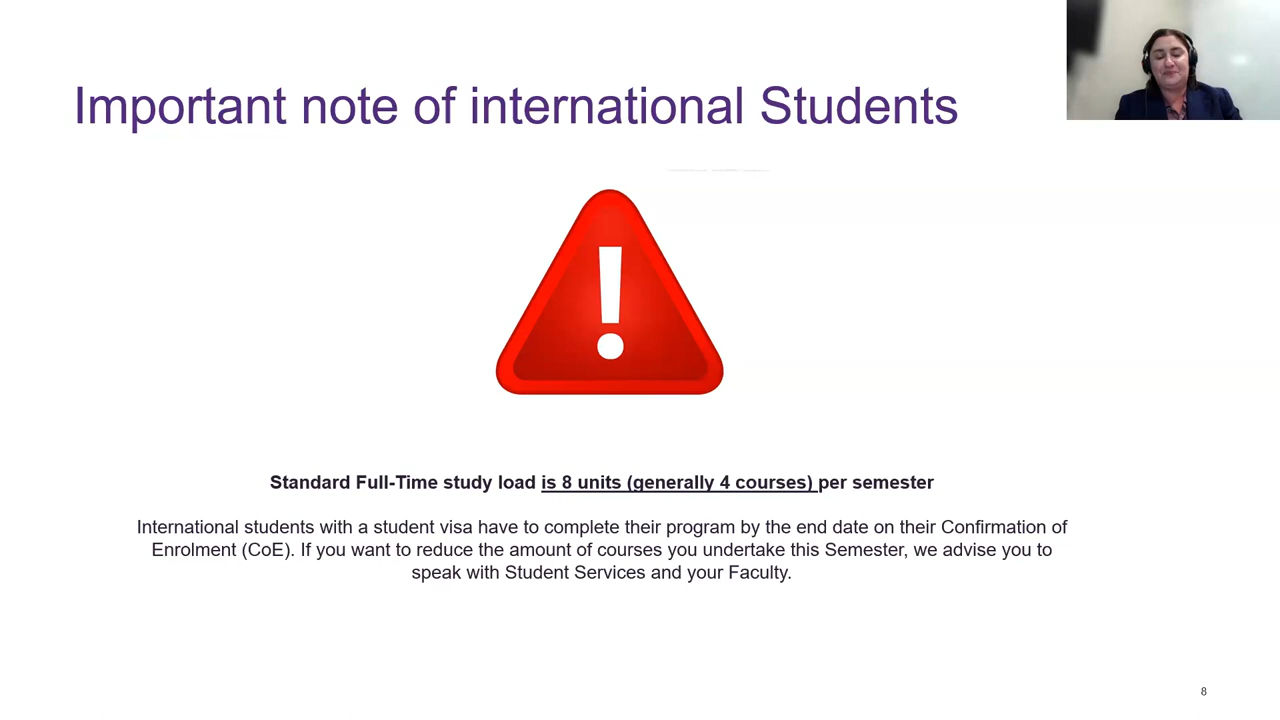 Important note of international Students
!
Standard Full-Time study load is 8 units (generally 4 courses) per semester
International students with a student visa have to complete their program by the end date on their Confirmation of
Enrolment (CoE). If you want to reduce the amount of courses you undertake this Semester, we advise you to
speak with Student Services and your Faculty.
8